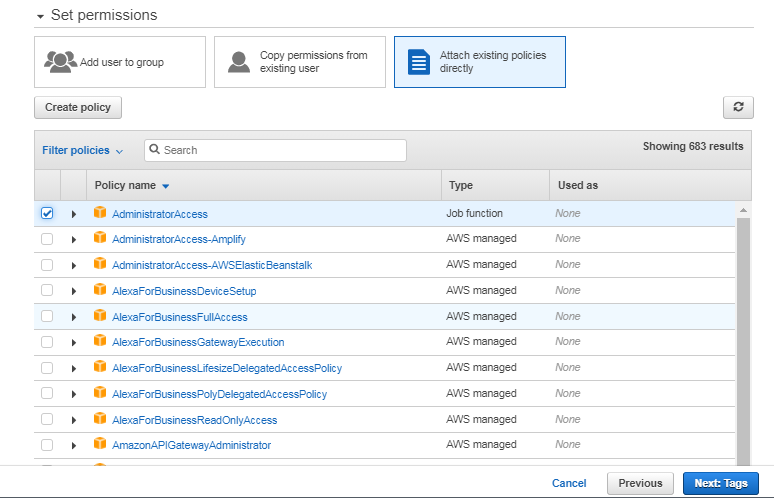 Set permissions
Add user to group
Copy permissions from
existing user
Attach existing policies
directly
Create policy
Filter policies
Search
Showing 683 results
Policy name Type Used as
AdministratorAccess Job function None
AdministratorAccess-Amplify AWS managed None
AdministratorAccess-AWSElasticBeanstalk AWS managed None
AlexaForBusinessDeviceSetup AWS managed None
AlexaForBusinessFullAccess AWS managed None
AlexaForBusinessGatewayExecution AWS managed None
AlexaForBusinessLifesizeDelegatedAccessPolicy AWS managed None
AlexaForBusinessPolyDelegatedAccessPolicy AWS managed None
AlexaForBusinessReadOnlyAccess AWS managed None
AmazonAPIGatewayAdministrator AWS managed None
Cancel Previous Next: Tags